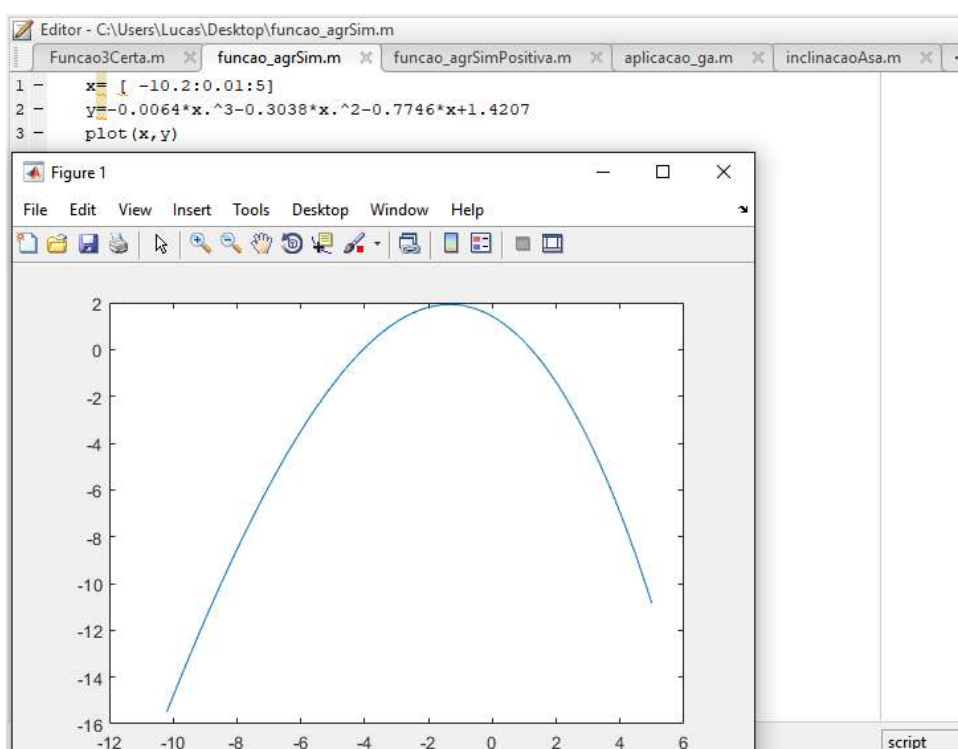 Editor - C:\Users\Lucas\Desktop\funcao_agrSim.m
Funcao3Certa.m funcao_agrSim.m funcao_agrSimPositiva.m aplicacao_ga.m inclinacaoAsa.m
1 - x= [ -10.2:0.01:5]
2 - y=-0.0064*x.^3-0.3038*x.^2-0.7746*x+1.4207
3 - plot(x,y)
Figure 1
File Edit View Insert Tools Desktop Window Help
2
0
-2
-4
-6
-8
-10
-12
-14
-16
-12 -10 -8 -6 -4 -2 0 2 4 6
script